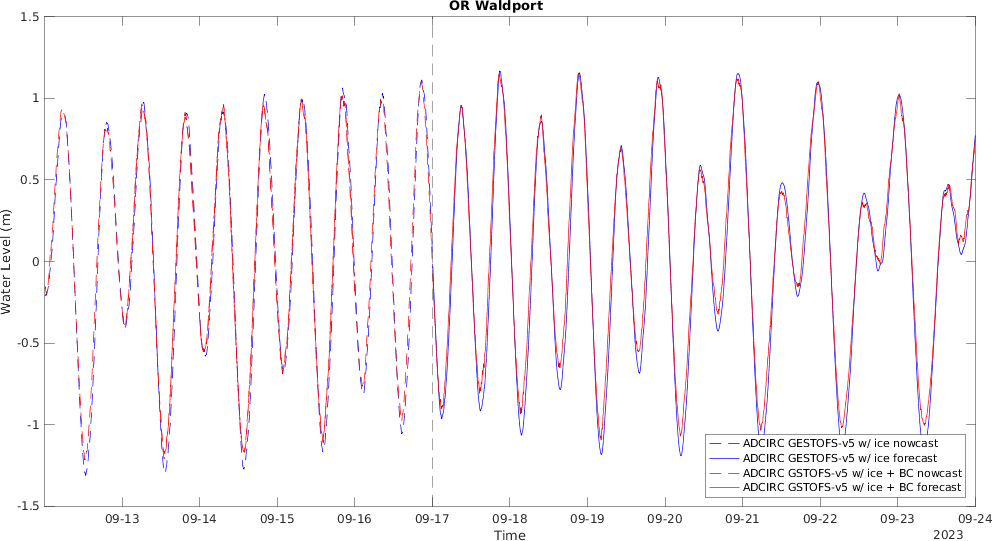 OR Waldport
1.5
1
0.5
0
-0.5
-1
-1.5
Water Level (m)
09-13 09-14 09-15 09-16 09-17 09-18 09-19 09-20 09-21 09-22 09-23 09-24
Time
2023
ADCIRC GESTOFS-v5 w/ ice nowcast
ADCIRC GESTOFS-v5 w/ ice forecast
ADCIRC GSTOFS-v5 w/ ice + BC nowcast
ADCIRC GSTOFS-v5 w/ ice + BC forecast